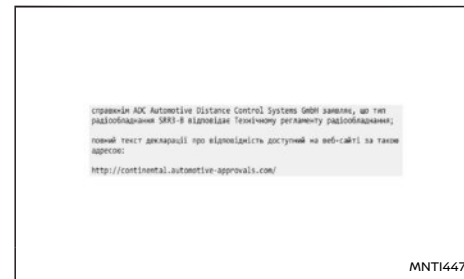 справжнім ADC Automotive Distance Control Systems GmbH заявляє, що тип
радіообладнання SRR3-B відповідає Технічному регламенту радіообладнання;
повний текст декларації про відповідність доступний на веб-сайті за такою
адресою:
http://continental.automotive-approvals.com/
MNTI447